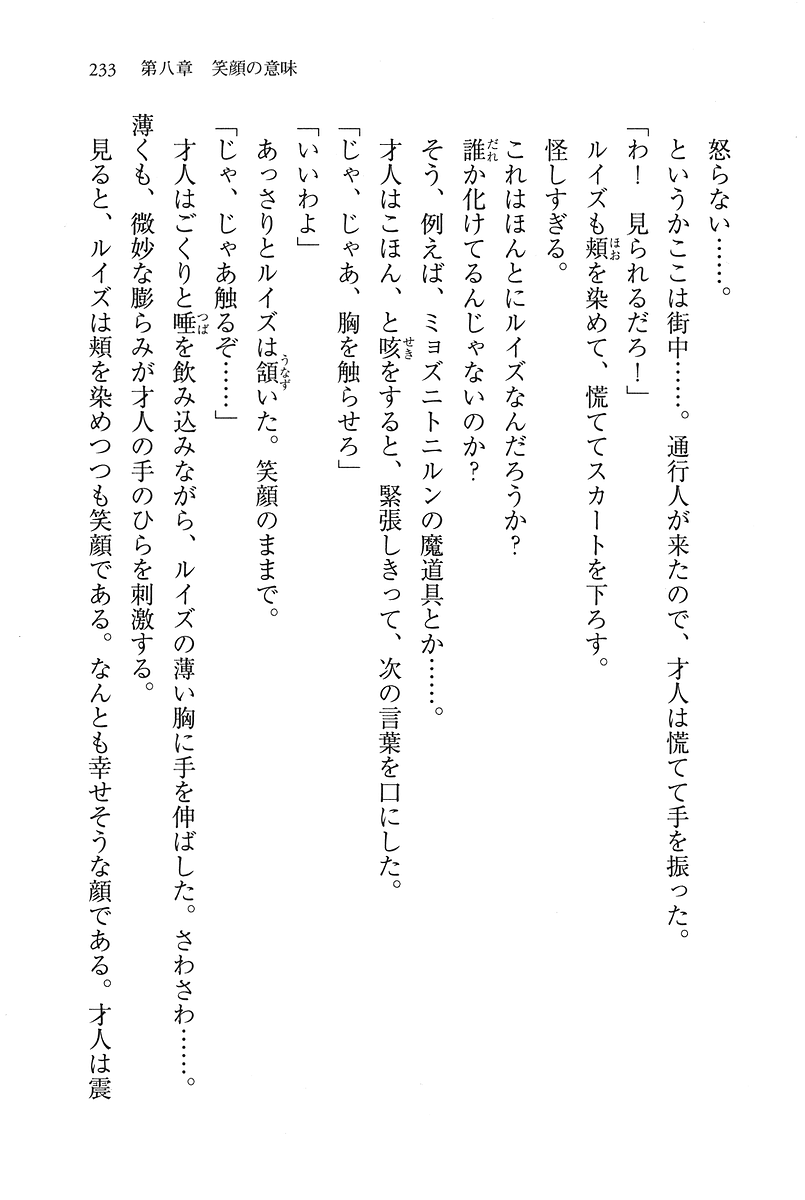 233 第八章 笑顔の意味
怒らない……。
というかここは街中……。通行人が来たので、才人は慌てて手を振った。
「わ！ 見られるだろ！」
ルイズも頬を染めて、慌ててスカートを下ろす。
怪しすぎる。
これはほんとにルイズなんだろうか？
誰か化けてるんじゃないのか？
そう、例えば、ミョズニトニルンの魔道具とか……。
才人はこほん、と咳をすると、緊張しきって、次の言葉を口にした。
「じゃ、じゃあ、胸を触らせろ」
「いいわよ」
あっさりとルイズは頷いた。笑顔のままで。
「じゃ、じゃあ触るぞ……」
才人はごくりと唾を飲み込みながら、ルイズの薄い胸に手を伸ばした。さわさわ……。
薄くも、微妙な膨らみが才人の手のひらを刺激する。
見ると、ルイズは頬を染めつつも笑顔である。なんとも幸せそうな顔である。才人は震